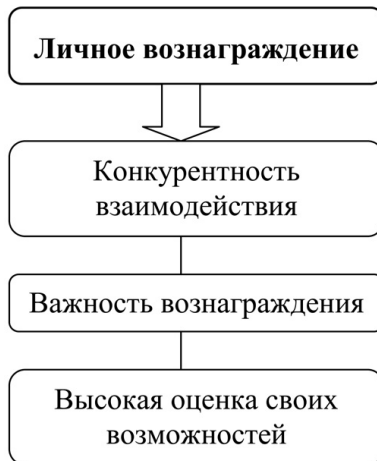 Личное вознаграждение
Конкурентность
взаимодействия
Важность вознаграждения
Высокая оценка своих
возможностей